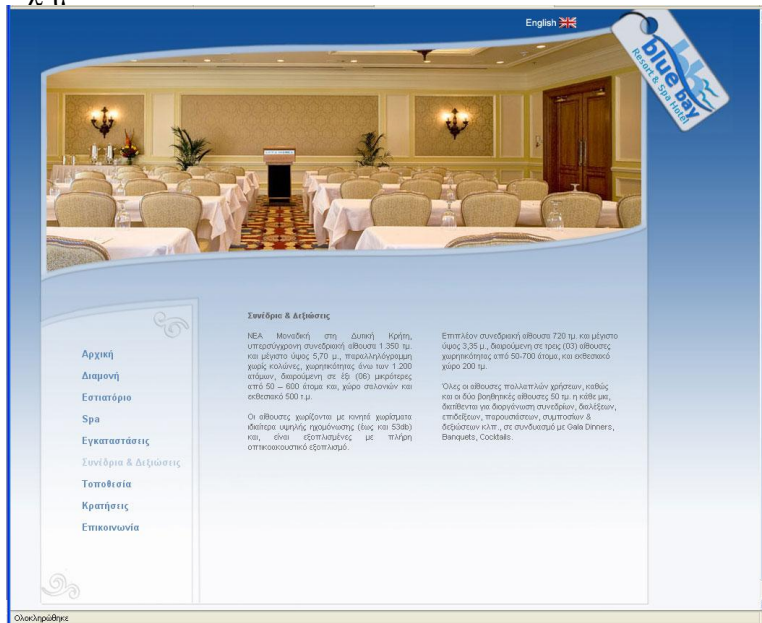 English
blue bay
Resort & Spa Hotel
Συνέδρια & Δεξιώσεις
ΝΕΑ Μοναδική στη Δυτική Κρήτη,
υπερσύγχρονη συνεδριακή αίθουσα 1.350 τμ.
και μέγιστο ύψος 5,70 μ., παραλληλόγραμμη
χωρίς κολώνες, χωρητικότητας άνω των 1.200
ατόμων, διαιρούμενη σε έξι (06) μικρότερες
από 50 – 600 άτομα και, χώρο σαλονιών και
εκθεσιακό 500 τ.μ.
Οι αίθουσες χωρίζονται με κινητά χωρίσματα
ιδιαίτερα υψηλής ηχομόνωσης (έως και 53db)
και, είναι εξοπλισμένες με πλήρη
οπτικοακουστικό εξοπλισμό.
Επιπλέον συνεδριακή αίθουσα 720 τμ. και μέγιστο
ύψος 3,35 μ., διαιρούμενη σε τρεις (03) αίθουσες
χωρητικότητας από 50-700 άτομα, και εκθεσιακό
χώρο 200 τμ.
Όλες οι αίθουσες πολλαπλών χρήσεων, καθώς
και οι δύο βοηθητικές αίθουσες 50 τμ. η κάθε μια,
διατίθενται για διοργάνωση συνεδρίων, διαλέξεων,
επιδείξεων, παρουσιάσεων, συμποσίων &
δεξιώσεων κλπ., σε συνδυασμό με Gala Dinners,
Banquets, Cocktails.
Αρχική
Διαμονή
Εστιατόριο
Spa
Εγκαταστάσεις
Συνέδρια & Δεξιώσεις
Τοποθεσία
Κρατήσεις
Επικοινωνία
Ολοκληρώθηκε